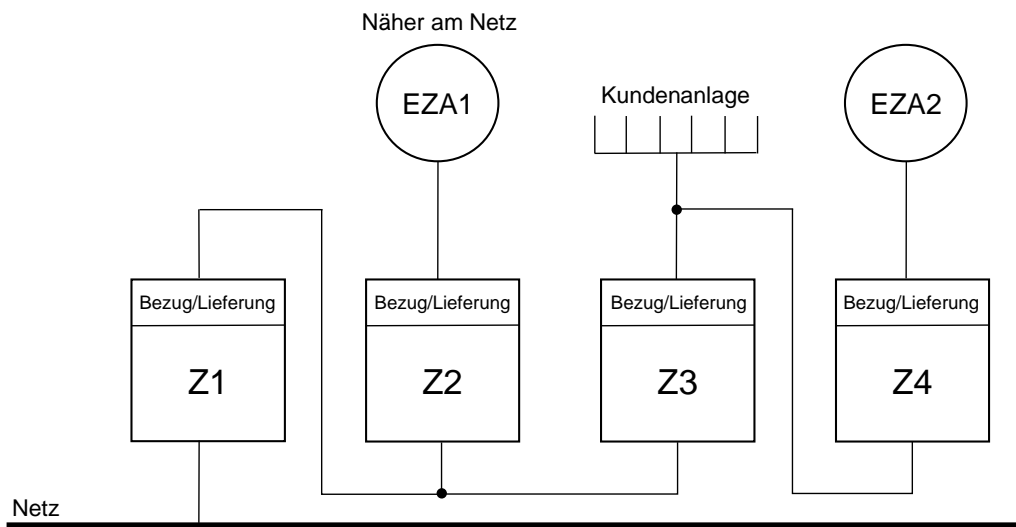 Näher am Netz
EZA1
Kundenanlage
EZA2
Bezug/Lieferung
Bezug/Lieferung
Bezug/Lieferung
Bezug/Lieferung
Z1
Z2
Z3
Z4
Netz